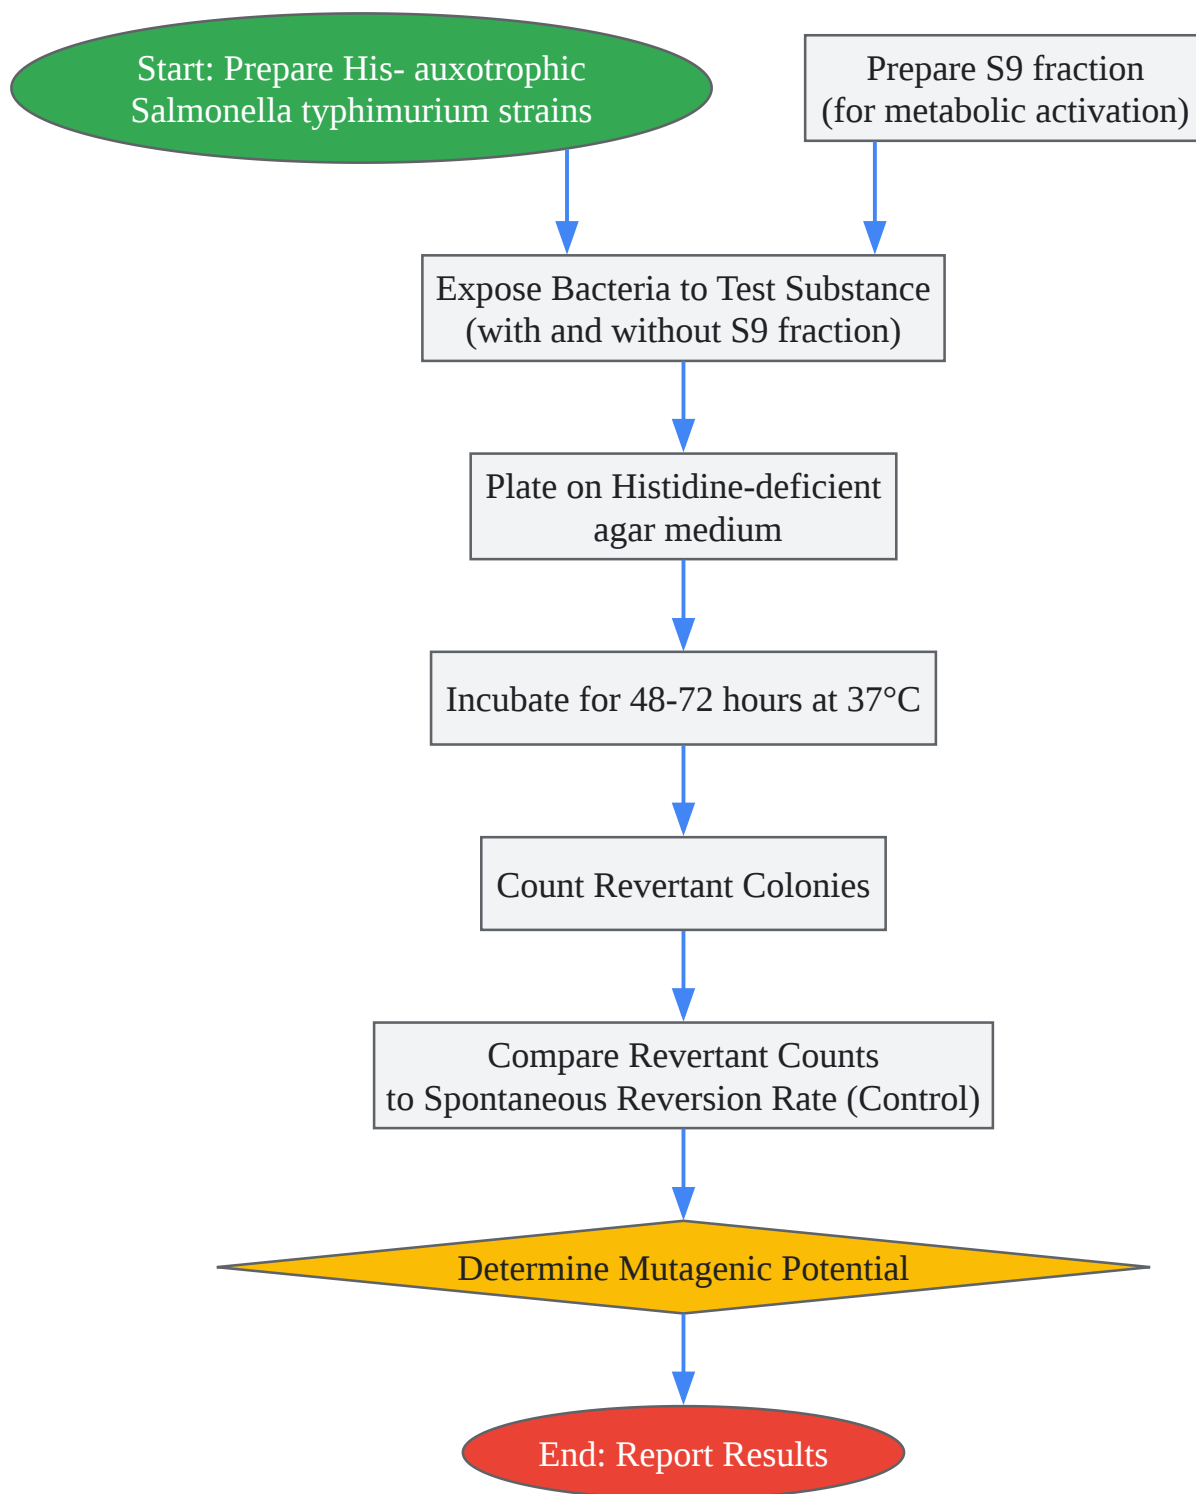 Start: Prepare His- auxotrophic
Salmonella typhimurium strains
Prepare S9 fraction
(for metabolic activation)
Expose Bacteria to Test Substance
(with and without S9 fraction)
Plate on Histidine-deficient
agar medium
Incubate for 48-72 hours at 37°C
Count Revertant Colonies
Compare Revertant Counts
to Spontaneous Reversion Rate (Control)
Determine Mutagenic Potential
End: Report Results